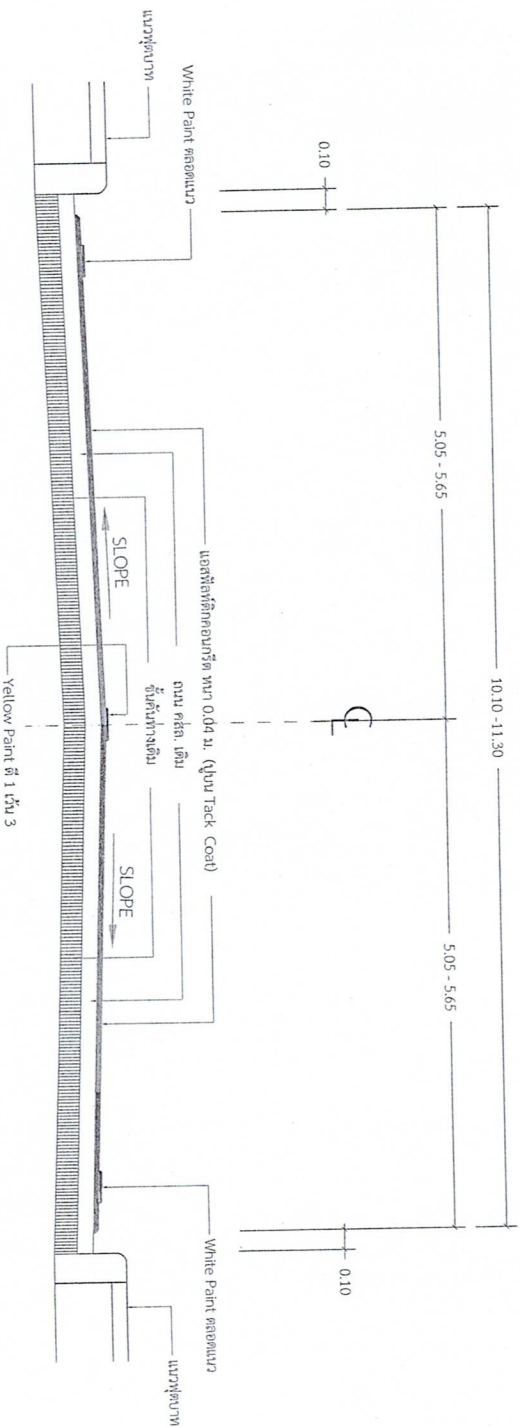 10.10 -11.30
5.05 - 5.65
5.05 - 5.65
0.10
0.10
C
L
แนวฟุตบาท
White Paint ตลอดแนว
แอสฟัลท์ติกคอนกรีต หนา 0.04 ม. (ปูบน Tack Coat)
ถนน คสล. เดิม
ชั้นคันทางเดิม
White Paint ตลอดแนว
แนวฟุตบาท
SLOPE
SLOPE
Yellow Paint ตี 1 เว้น 3